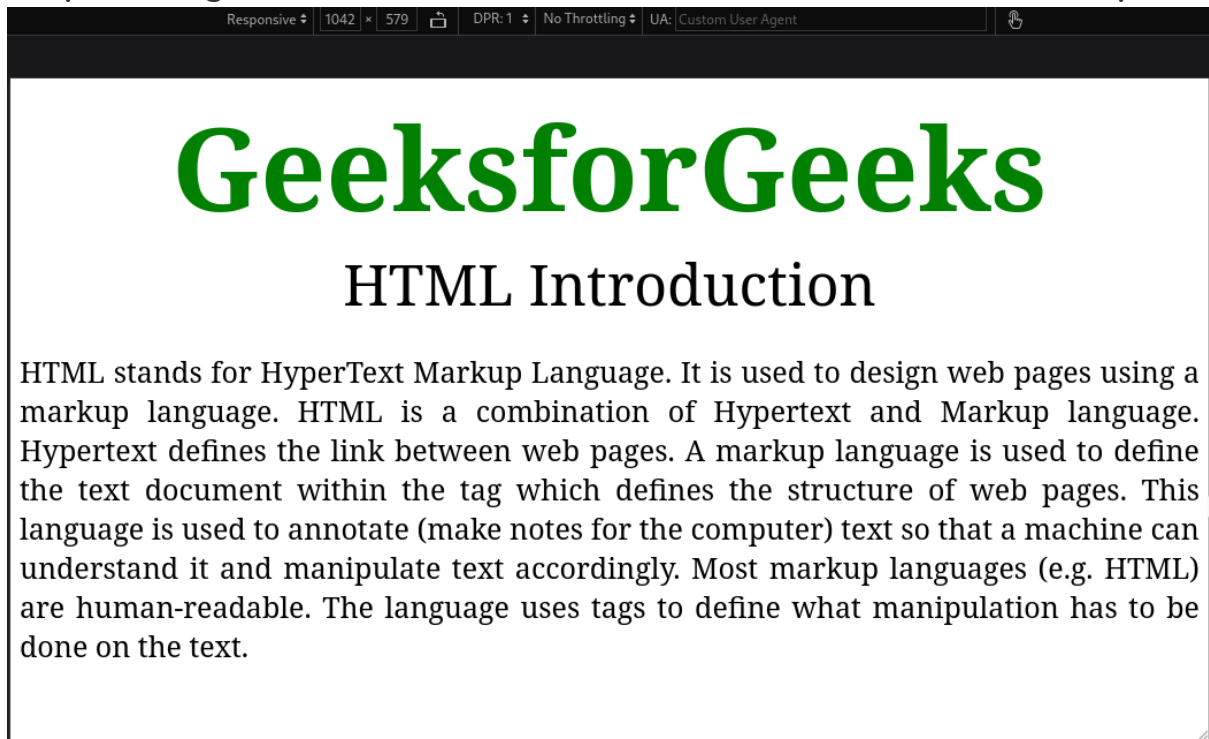 Responsive 1042 × 579 DPR: 1 No Throttling UA: Custom User Agent
GeeksforGeeks
HTML Introduction
HTML stands for HyperText Markup Language. It is used to design web pages using a
markup language. HTML is a combination of Hypertext and Markup language.
Hypertext defines the link between web pages. A markup language is used to define
the text document within the tag which defines the structure of web pages. This
language is used to annotate (make notes for the computer) text so that a machine can
understand it and manipulate text accordingly. Most markup languages (e.g. HTML)
are human-readable. The language uses tags to define what manipulation has to be
done on the text.